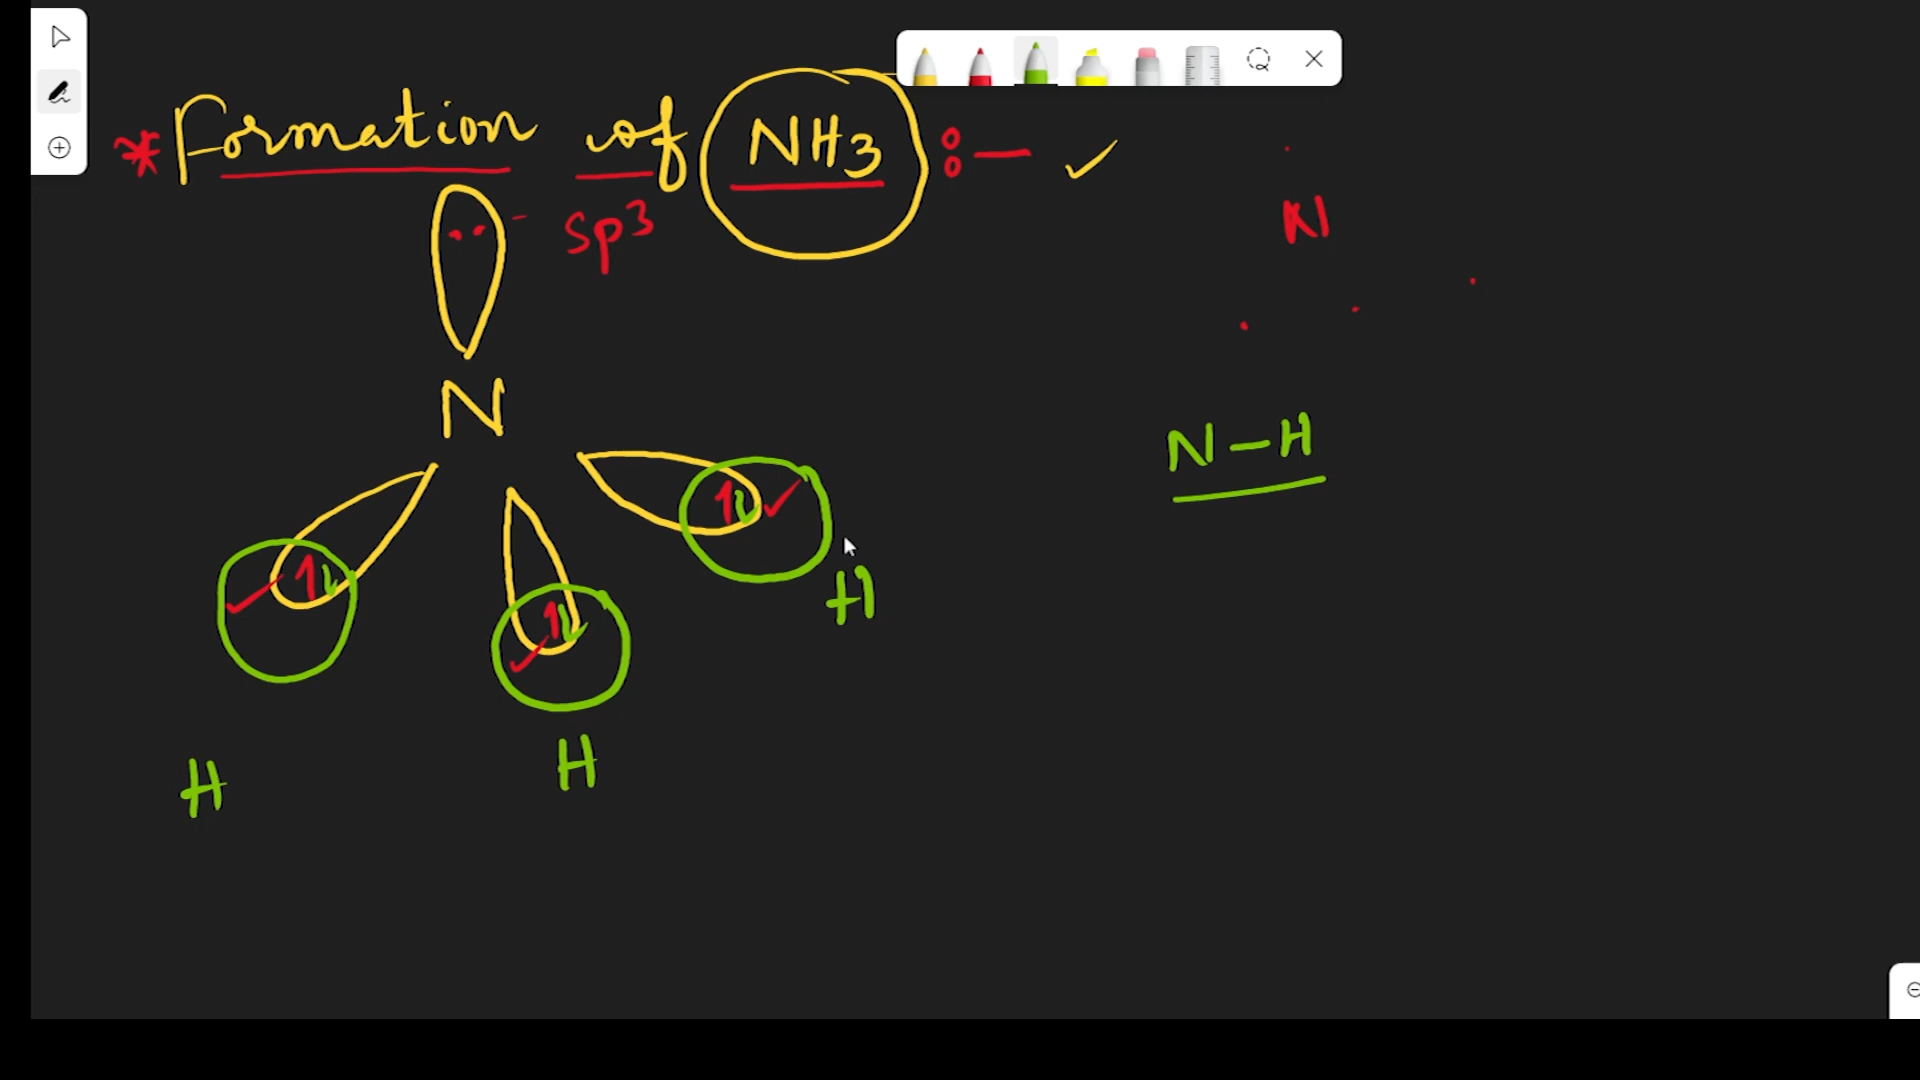 * Formation of NH3 :- ✓
sp3
N
N-H
H
H
H